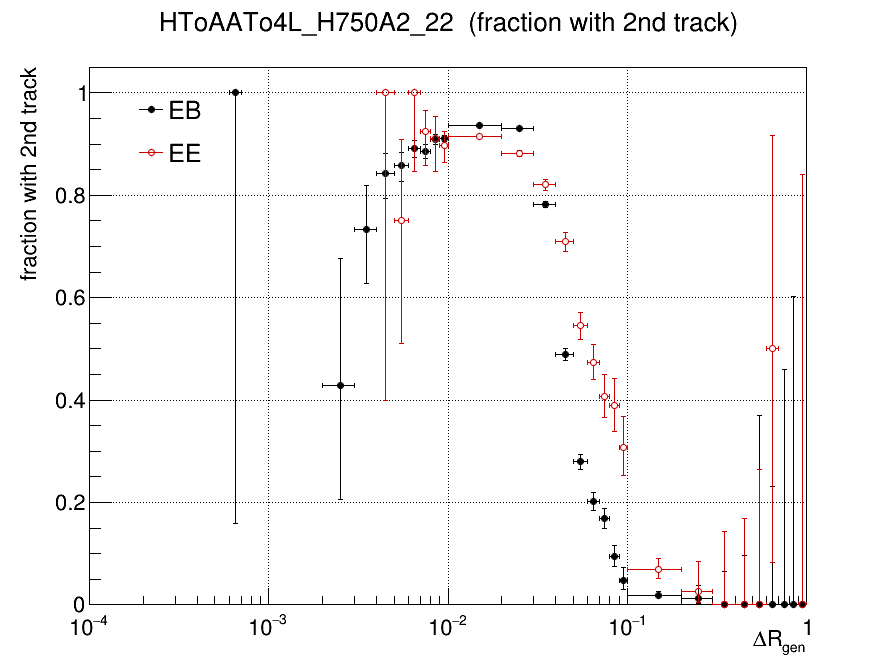 HToAATo4L_H750A2_22 (fraction with 2nd track)
fraction with 2nd track
1
0.8
0.6
0.4
0.2
0
EB
EE
10⁻⁴
10⁻³
10⁻²
10⁻¹
1
ΔR_gen